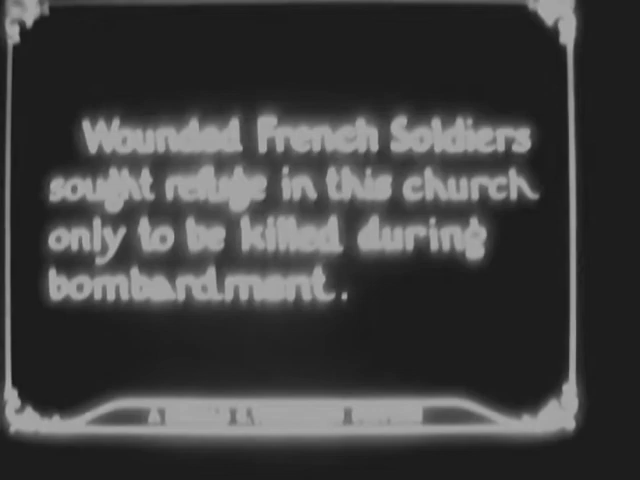 Wounded French Soldiers
sought refuge in this church
only to be killed during
bombardment.